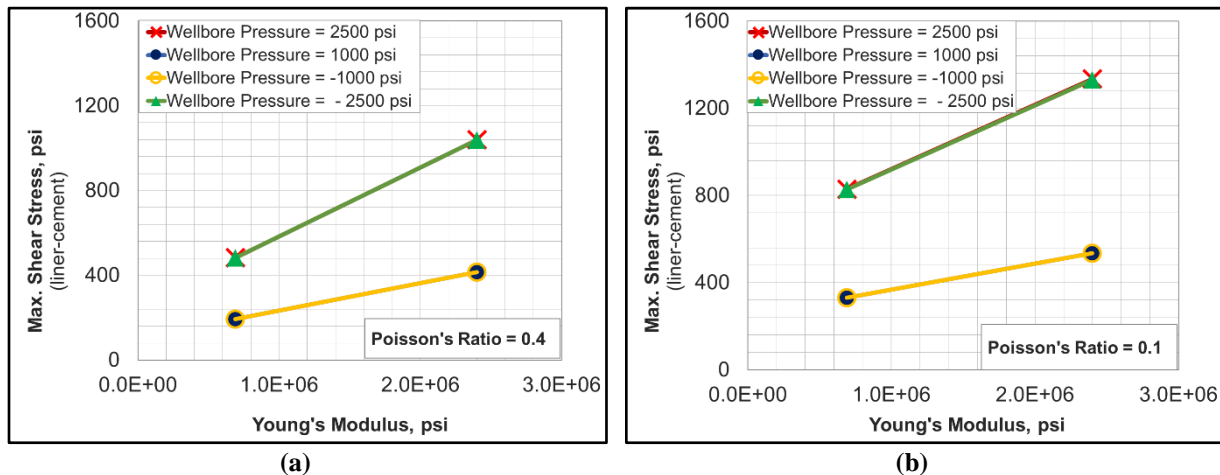 1600
1200
800
400
0
Max. Shear Stress, psi
(liner-cement)
Wellbore Pressure = 2500 psi
Wellbore Pressure = 1000 psi
Wellbore Pressure = -1000 psi
Wellbore Pressure = - 2500 psi
Poisson's Ratio = 0.4
0.0E+00 1.0E+06 2.0E+06 3.0E+06
Young's Modulus, psi
(a)
1600
1200
800
400
0
Max. Shear Stress, psi
(liner-cement)
Wellbore Pressure = 2500 psi
Wellbore Pressure = 1000 psi
Wellbore Pressure = -1000 psi
Wellbore Pressure = - 2500 psi
Poisson's Ratio = 0.1
0.0E+00 1.0E+06 2.0E+06 3.0E+06
Young's Modulus, psi
(b)